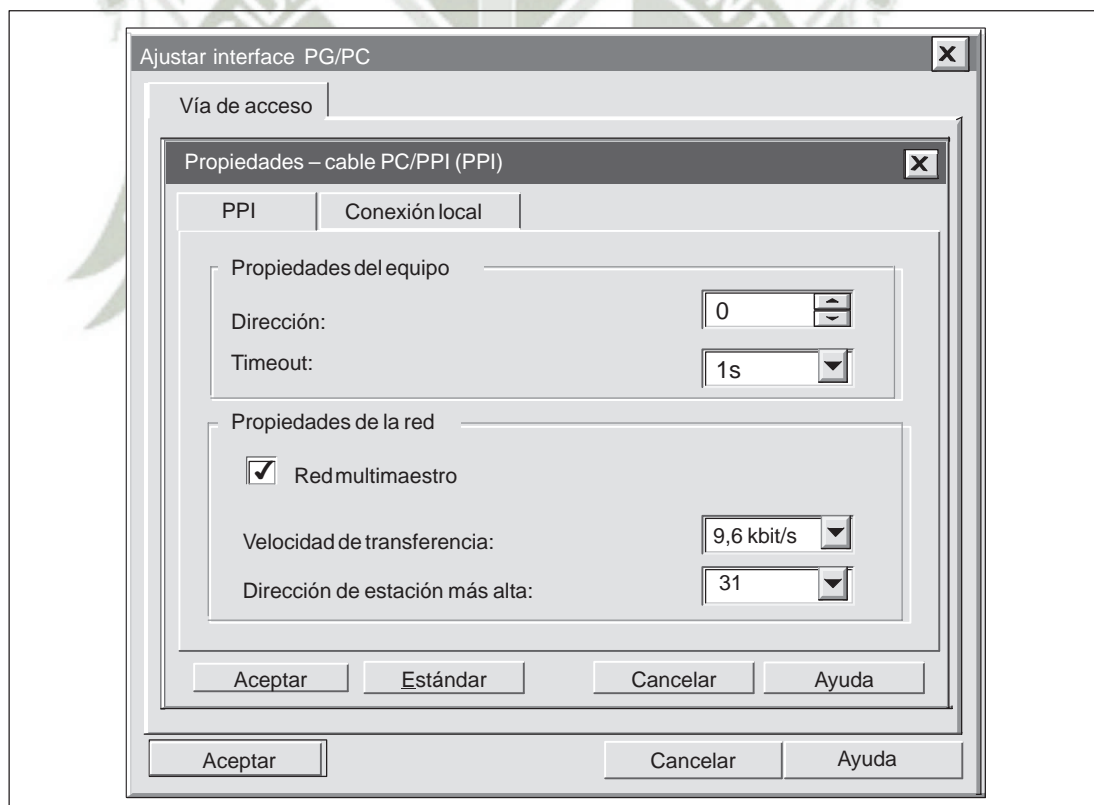 Ajustar interface PG/PC
Vía de acceso
Propiedades – cable PC/PPI (PPI)
PPI
Conexión local
Propiedades del equipo
Dirección:
0
Timeout:
1s
Propiedades de la red
Red multimaestro
Velocidad de transferencia:
9,6 kbit/s
Dirección de estación más alta:
31
Aceptar
Estándar
Cancelar
Ayuda
Aceptar
Cancelar
Ayuda